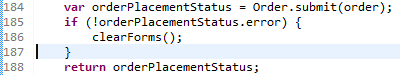 184 var orderPlacementStatus = Order.submit(order);
185 if (!orderPlacementStatus.error) {
186 clearForms();
187 }
188 return orderPlacementStatus;